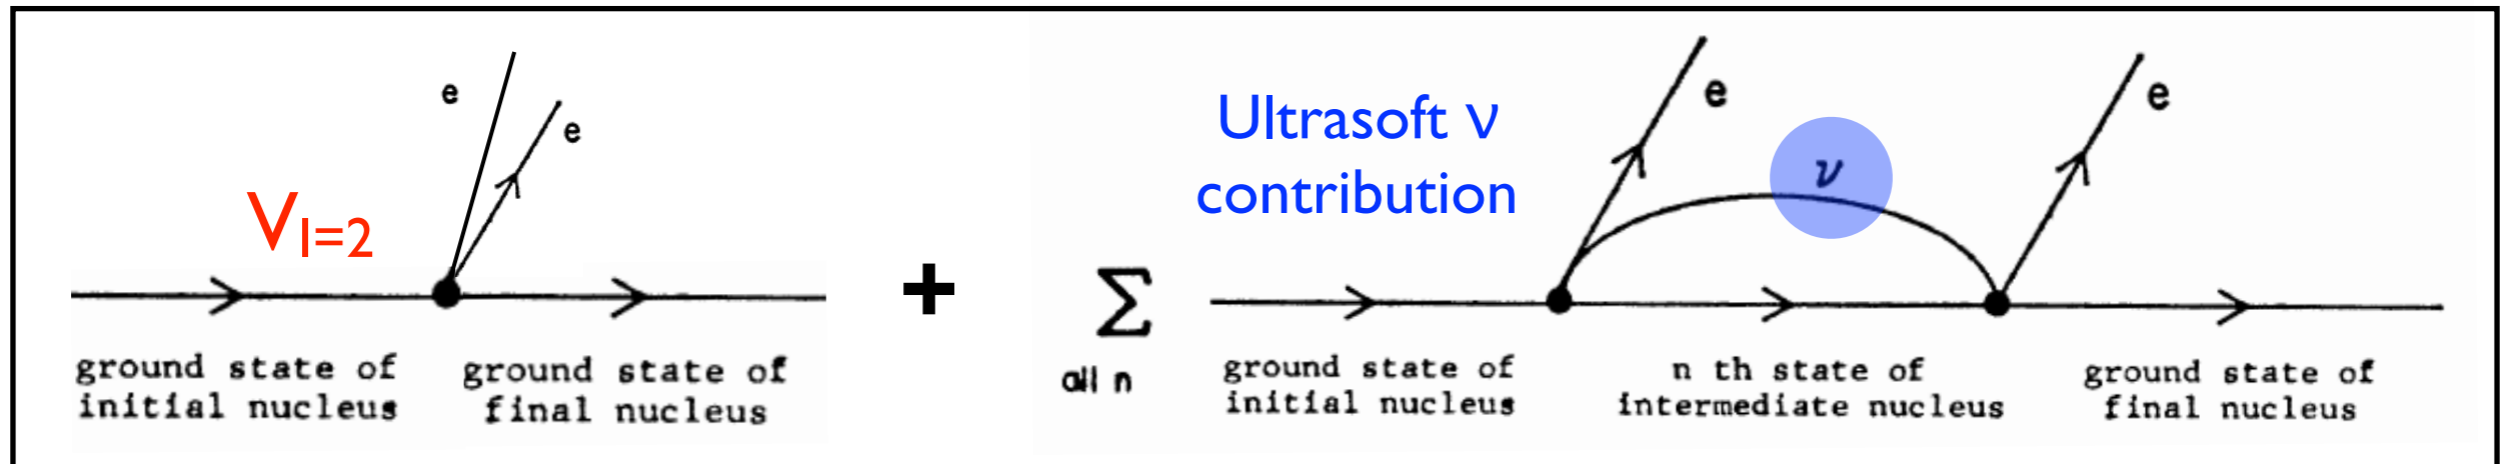 e
e
V_{I=2}
ground state of
initial nucleus
ground state of
final nucleus
+
Σ
all n
Ultrasoft ν
contribution
e
ν
e
ground state of
initial nucleus
n th state of
intermediate nucleus
ground state of
final nucleus